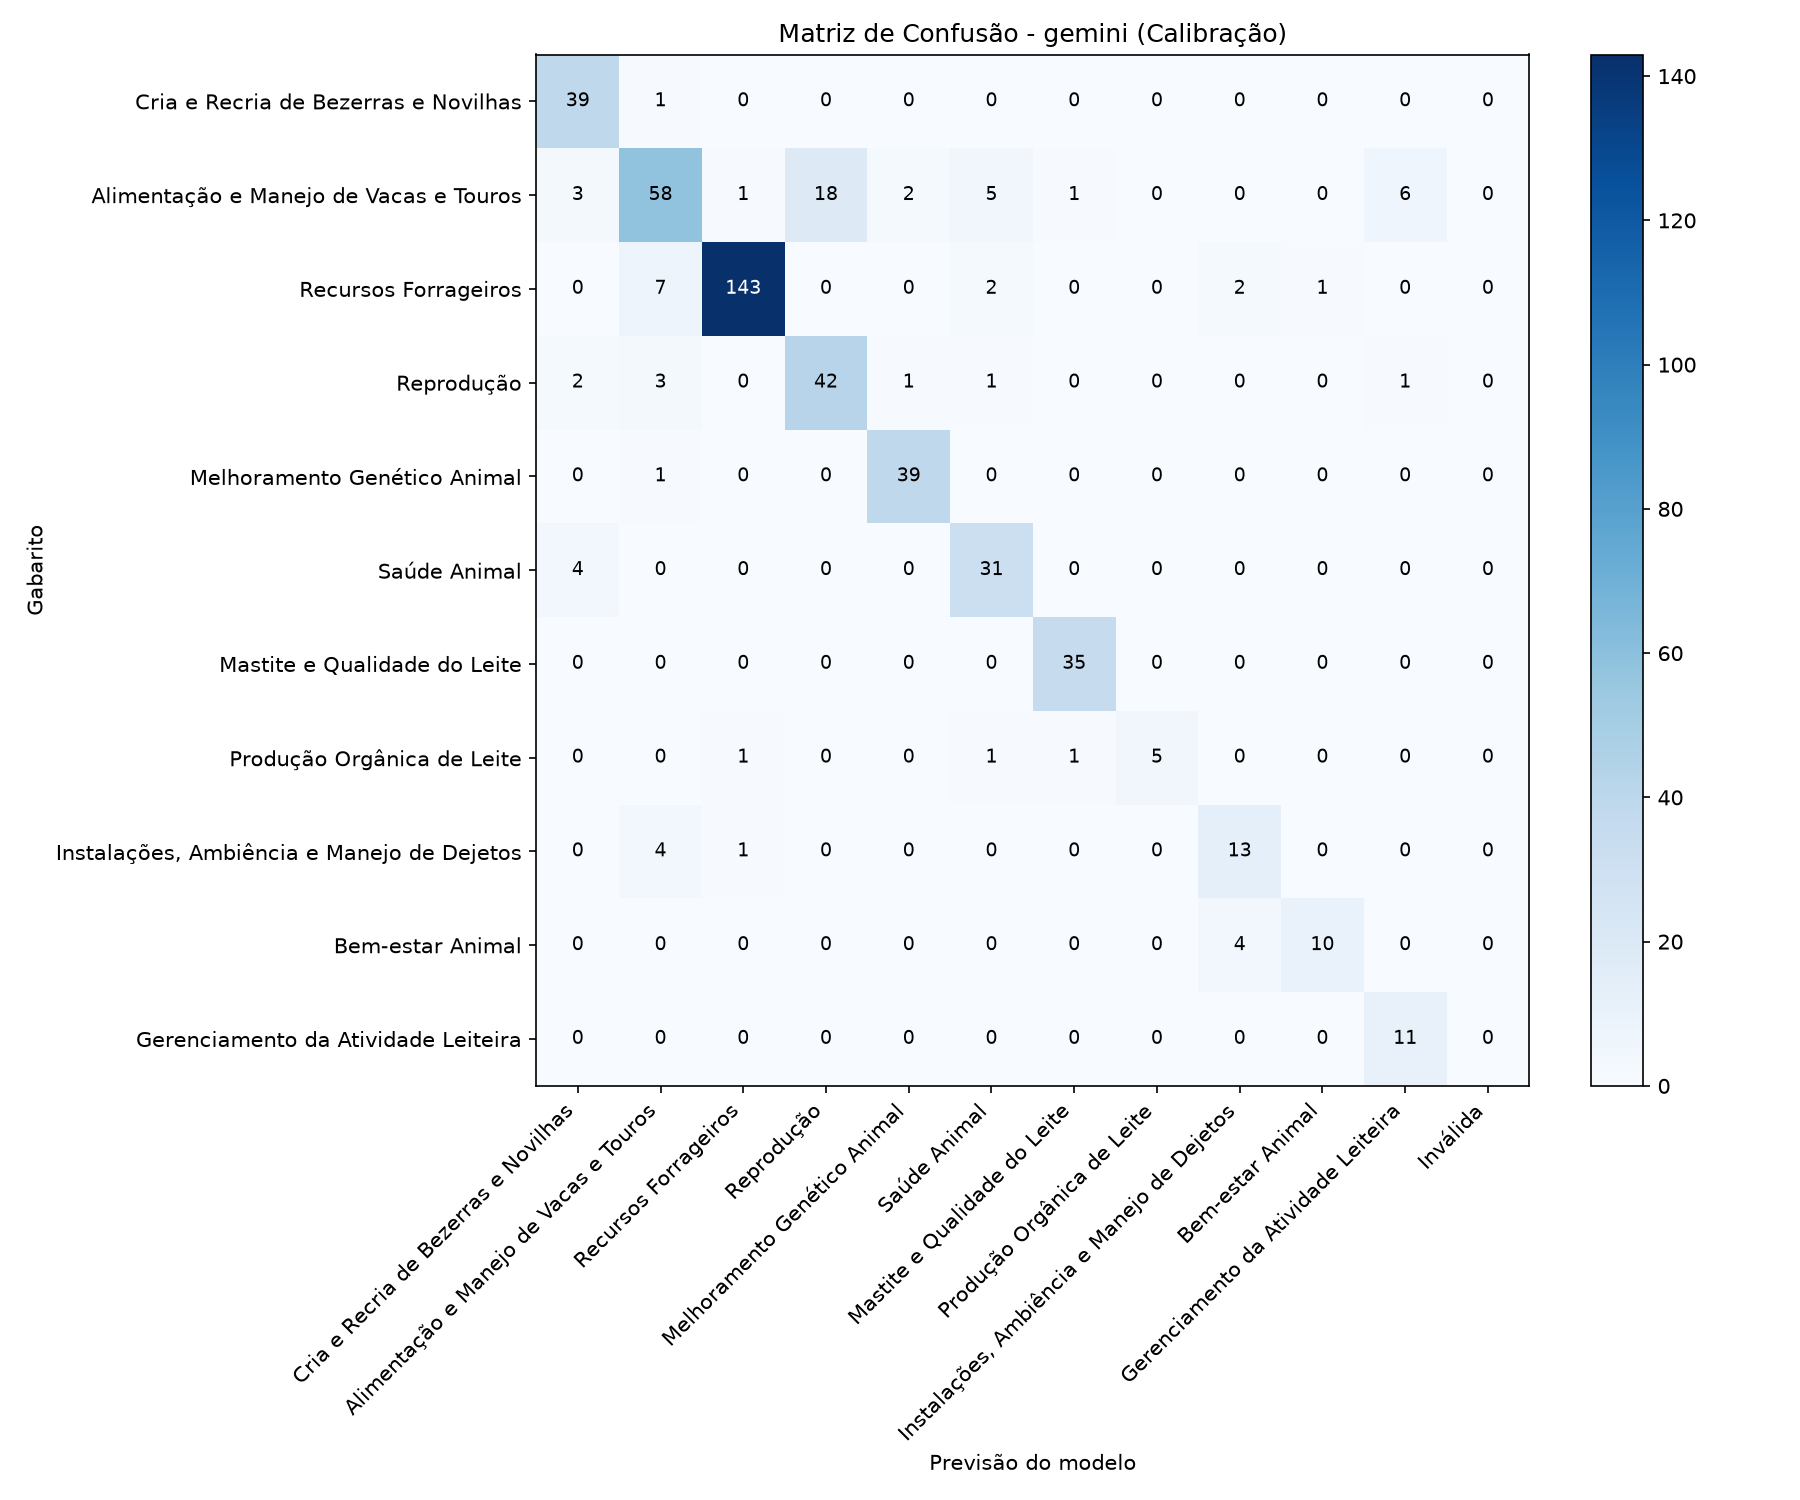 Matriz de Confusão - gemini (Calibração)
Gabarito
Cria e Recria de Bezerras e Novilhas 39 1 0 0 0 0 0 0 0 0 0 0
Alimentação e Manejo de Vacas e Touros 3 58 1 18 2 5 1 0 0 0 6 0
Recursos Forrageiros 0 7 143 0 0 2 0 0 2 1 0 0
Reprodução 2 3 0 42 1 1 0 0 0 0 1 0
Melhoramento Genético Animal 0 1 0 0 39 0 0 0 0 0 0 0
Saúde Animal 4 0 0 0 0 31 0 0 0 0 0 0
Mastite e Qualidade do Leite 0 0 0 0 0 0 35 0 0 0 0 0
Produção Orgânica de Leite 0 0 1 0 0 1 1 5 0 0 0 0
Instalações, Ambiência e Manejo de Dejetos 0 4 1 0 0 0 0 0 13 0 0 0
Bem-estar Animal 0 0 0 0 0 0 0 0 4 10 0 0
Gerenciamento da Atividade Leiteira 0 0 0 0 0 0 0 0 0 0 11 0
Cria e Recria de Bezerras e Novilhas
Alimentação e Manejo de Vacas e Touros
Recursos Forrageiros
Reprodução
Melhoramento Genético Animal
Saúde Animal
Mastite e Qualidade do Leite
Produção Orgânica de Leite
Instalações, Ambiência e Manejo de Dejetos
Bem-estar Animal
Gerenciamento da Atividade Leiteira
Inválida
Previsão do modelo
140
120
100
80
60
40
20
0